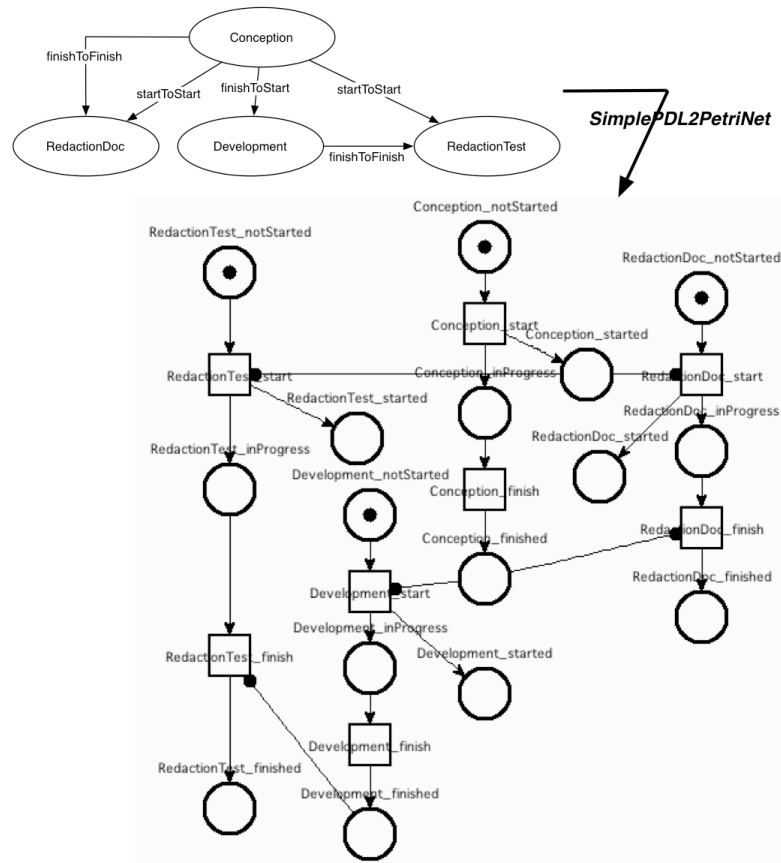 Conception
finishToFinish
startToStart
finishToStart
startToStart
RedactionDoc
Development
finishToFinish
RedactionTest
SimplePDL2PetriNet
Conception_notStarted
RedactionTest_notStarted
RedactionDoc_notStarted
Conception_start
Conception_started
RedactionTest_start
Conception_inProgress
RedactionDoc_start
RedactionTest_started
RedactionDoc_inProgress
RedactionDoc_started
RedactionTest_inProgress
Development_notStarted
Conception_finish
Conception_finished
RedactionDoc_finish
RedactionDoc_finished
Development_start
Development_inProgress
RedactionTest_finish
Development_started
Development_finish
RedactionTest_finished
Development_finished